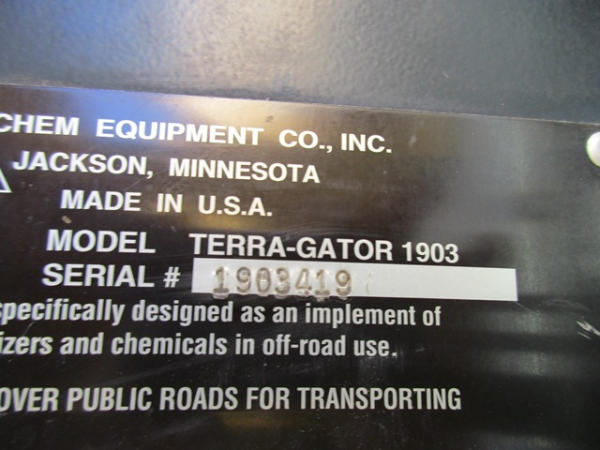 CHEM EQUIPMENT CO., INC.
JACKSON, MINNESOTA
MADE IN U.S.A.
MODEL TERRA-GATOR 1903
SERIAL # 1903419
specifically designed as an implement of
izers and chemicals in off-road use.
OVER PUBLIC ROADS FOR TRANSPORTING